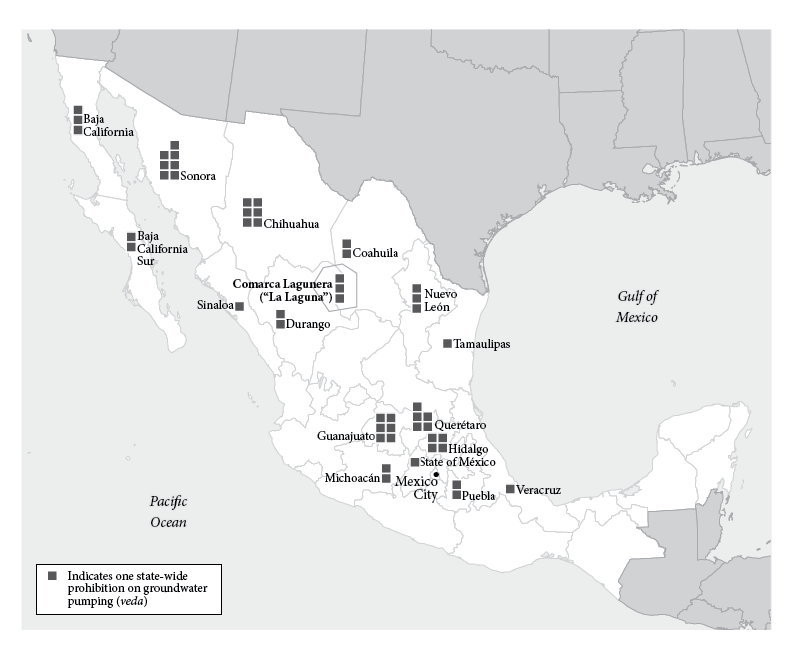 Baja
California
Sonora
Chihuahua
Baja
California
Sur
Coahuila
Comarca Lagunera
(“La Laguna”)
Nuevo
León
Gulf of
Mexico
Sinaloa
Durango
Tamaulipas
Querétaro
Guanajuato
Hidalgo
State of México
Michoacán
Mexico
City
Puebla
Veracruz
Pacific
Ocean
Indicates one state-wide
prohibition on groundwater
pumping (veda)